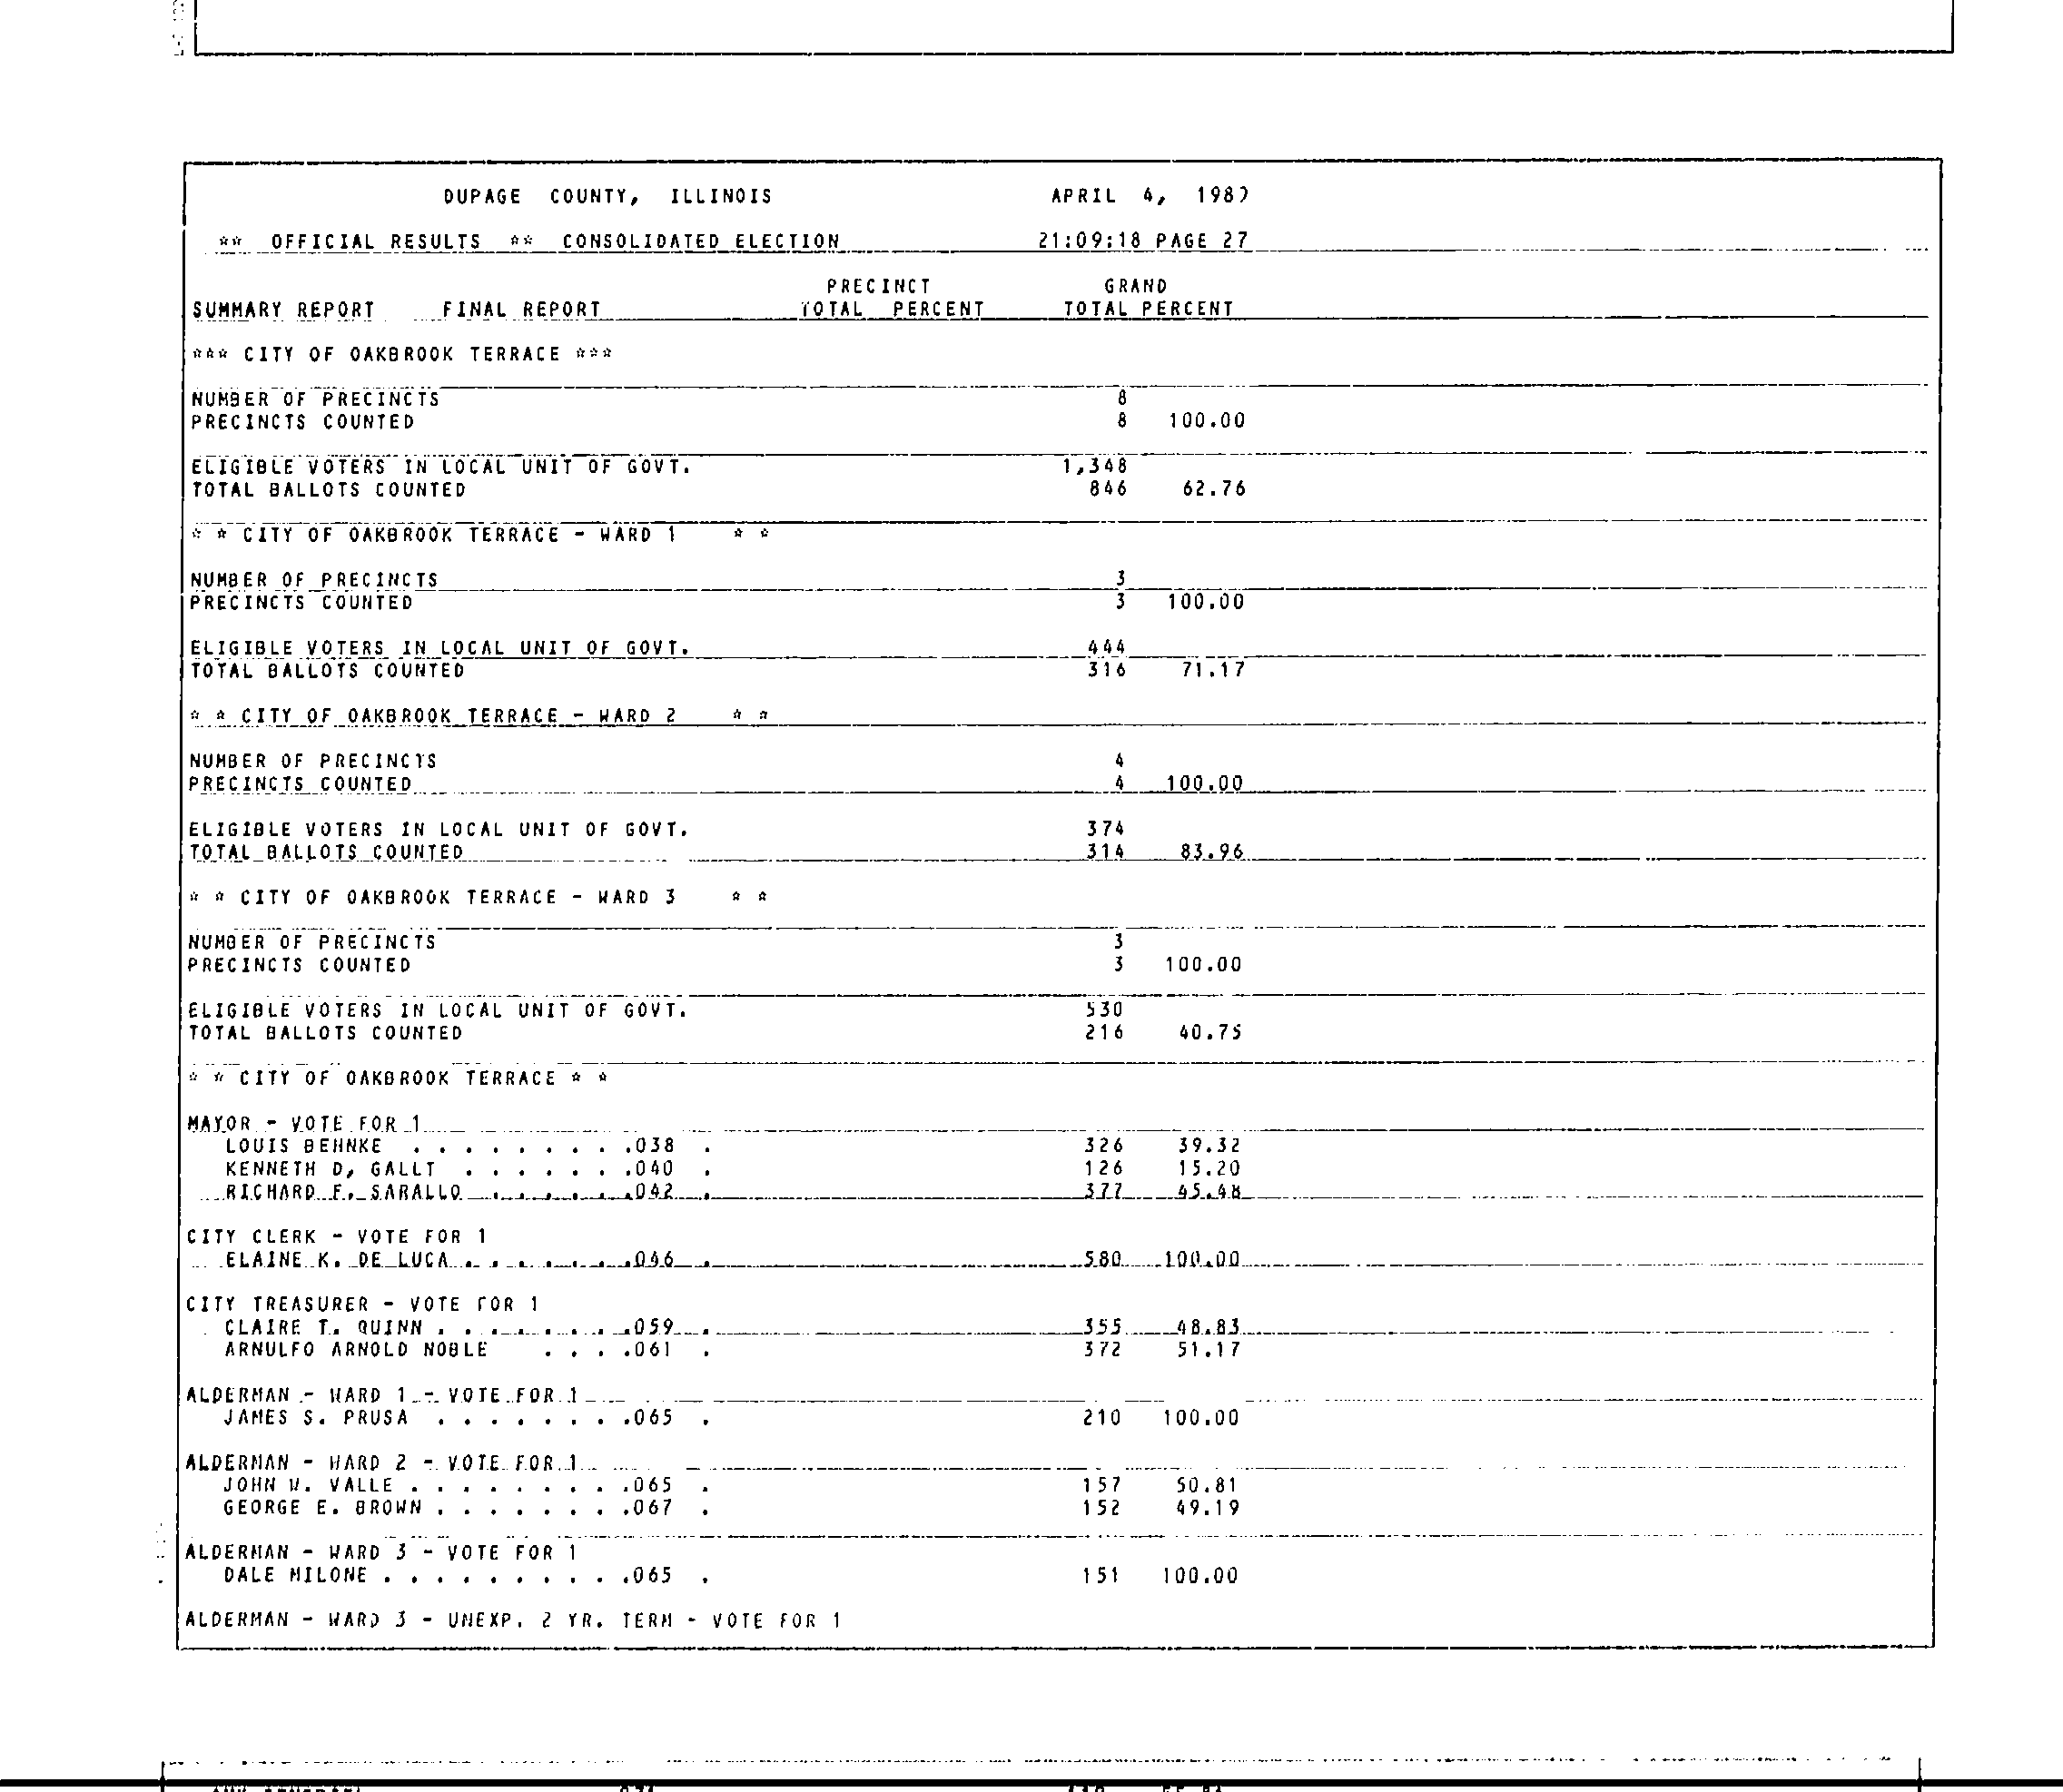 DUPAGE COUNTY, ILLINOIS APRIL 4, 1989
** OFFICIAL RESULTS ** CONSOLIDATED ELECTION 21:09:18 PAGE 27
PRECINCT GRAND
SUMMARY REPORT FINAL REPORT TOTAL PERCENT TOTAL PERCENT
*** CITY OF OAKBROOK TERRACE ***
NUMBER OF PRECINCTS 8
PRECINCTS COUNTED 8 100.00
ELIGIBLE VOTERS IN LOCAL UNIT OF GOVT. 1,348
TOTAL BALLOTS COUNTED 846 62.76
* * CITY OF OAKBROOK TERRACE - WARD 1 * *
NUMBER OF PRECINCTS 3
PRECINCTS COUNTED 3 100.00
ELIGIBLE VOTERS IN LOCAL UNIT OF GOVT. 444
TOTAL BALLOTS COUNTED 316 71.17
* * CITY OF OAKBROOK TERRACE - WARD 2 * *
NUMBER OF PRECINCTS 4
PRECINCTS COUNTED 4 100.00
ELIGIBLE VOTERS IN LOCAL UNIT OF GOVT. 374
TOTAL BALLOTS COUNTED 314 83.96
* * CITY OF OAKBROOK TERRACE - WARD 3 * *
NUMBER OF PRECINCTS 3
PRECINCTS COUNTED 3 100.00
ELIGIBLE VOTERS IN LOCAL UNIT OF GOVT. 530
TOTAL BALLOTS COUNTED 216 40.75
* * CITY OF OAKBROOK TERRACE * *
MAYOR - VOTE FOR 1
LOUIS BEHNKE . . . . . . . . .038 . 326 39.32
KENNETH D, GALLT . . . . . . .040 . 126 15.20
RICHARD F. SARALLO . . . . . .042 . 377 45.48
CITY CLERK - VOTE FOR 1
ELAINE K. DE LUCA . . . . . . .046 . 580 100.00
CITY TREASURER - VOTE FOR 1
CLAIRE T. QUINN . . . . . . . .059 . 355 48.83
ARNULFO ARNOLD NOBLE . . . .061 . 372 51.17
ALDERMAN - WARD 1 - VOTE FOR 1
JAMES S. PRUSA . . . . . . . .065 . 210 100.00
ALDERMAN - WARD 2 - VOTE FOR 1
JOHN W. VALLE . . . . . . . . .065 . 157 50.81
GEORGE E. BROWN . . . . . . . .067 . 152 49.19
ALDERMAN - WARD 3 - VOTE FOR 1
DALE MILONE . . . . . . . . . .065 . 151 100.00
ALDERMAN - WARD 3 - UNEXP. 2 YR. TERM - VOTE FOR 1